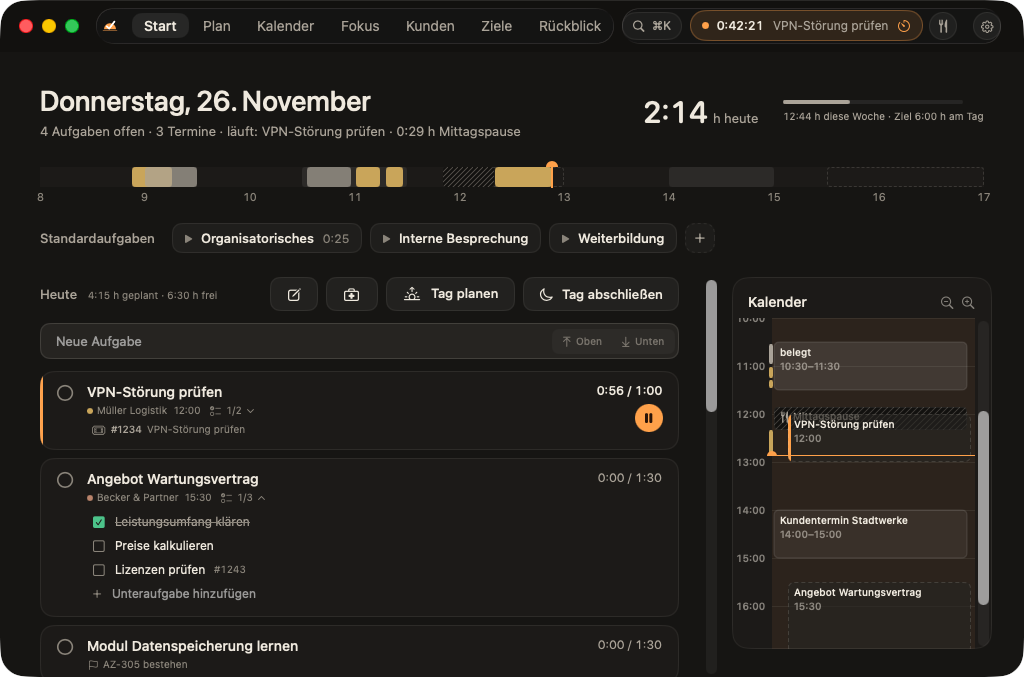 Start Plan Kalender Fokus Kunden Ziele Rückblick ⌘K 0:42:21 VPN-Störung prüfen
Donnerstag, 26. November
4 Aufgaben offen · 3 Termine · läuft: VPN-Störung prüfen · 0:29 h Mittagspause
2:14 h heute
12:44 h diese Woche · Ziel 6:00 h am Tag
8 9 10 11 12 13 14 15 16 17
Standardaufgaben Organisatorisches 0:25 Interne Besprechung Weiterbildung +
Heute 4:15 h geplant · 6:30 h frei Tag planen Tag abschließen
Neue Aufgabe Oben Unten
VPN-Störung prüfen 0:56 / 1:00
Müller Logistik 12:00 1/2
#1234 VPN-Störung prüfen
Angebot Wartungsvertrag 0:00 / 1:30
Becker & Partner 15:30 1/3
Leistungsumfang klären
Preise kalkulieren
Lizenzen prüfen #1243
+ Unteraufgabe hinzufügen
Modul Datenspeicherung lernen 0:00 / 1:30
AZ-305 bestehen
Kalender
10:00
belegt
11:00 10:30–11:30
12:00 Mittagspause
VPN-Störung prüfen
12:00
13:00
14:00
Kundentermin Stadtwerke
14:00–15:00
15:00
Angebot Wartungsvertrag
16:00 15:30